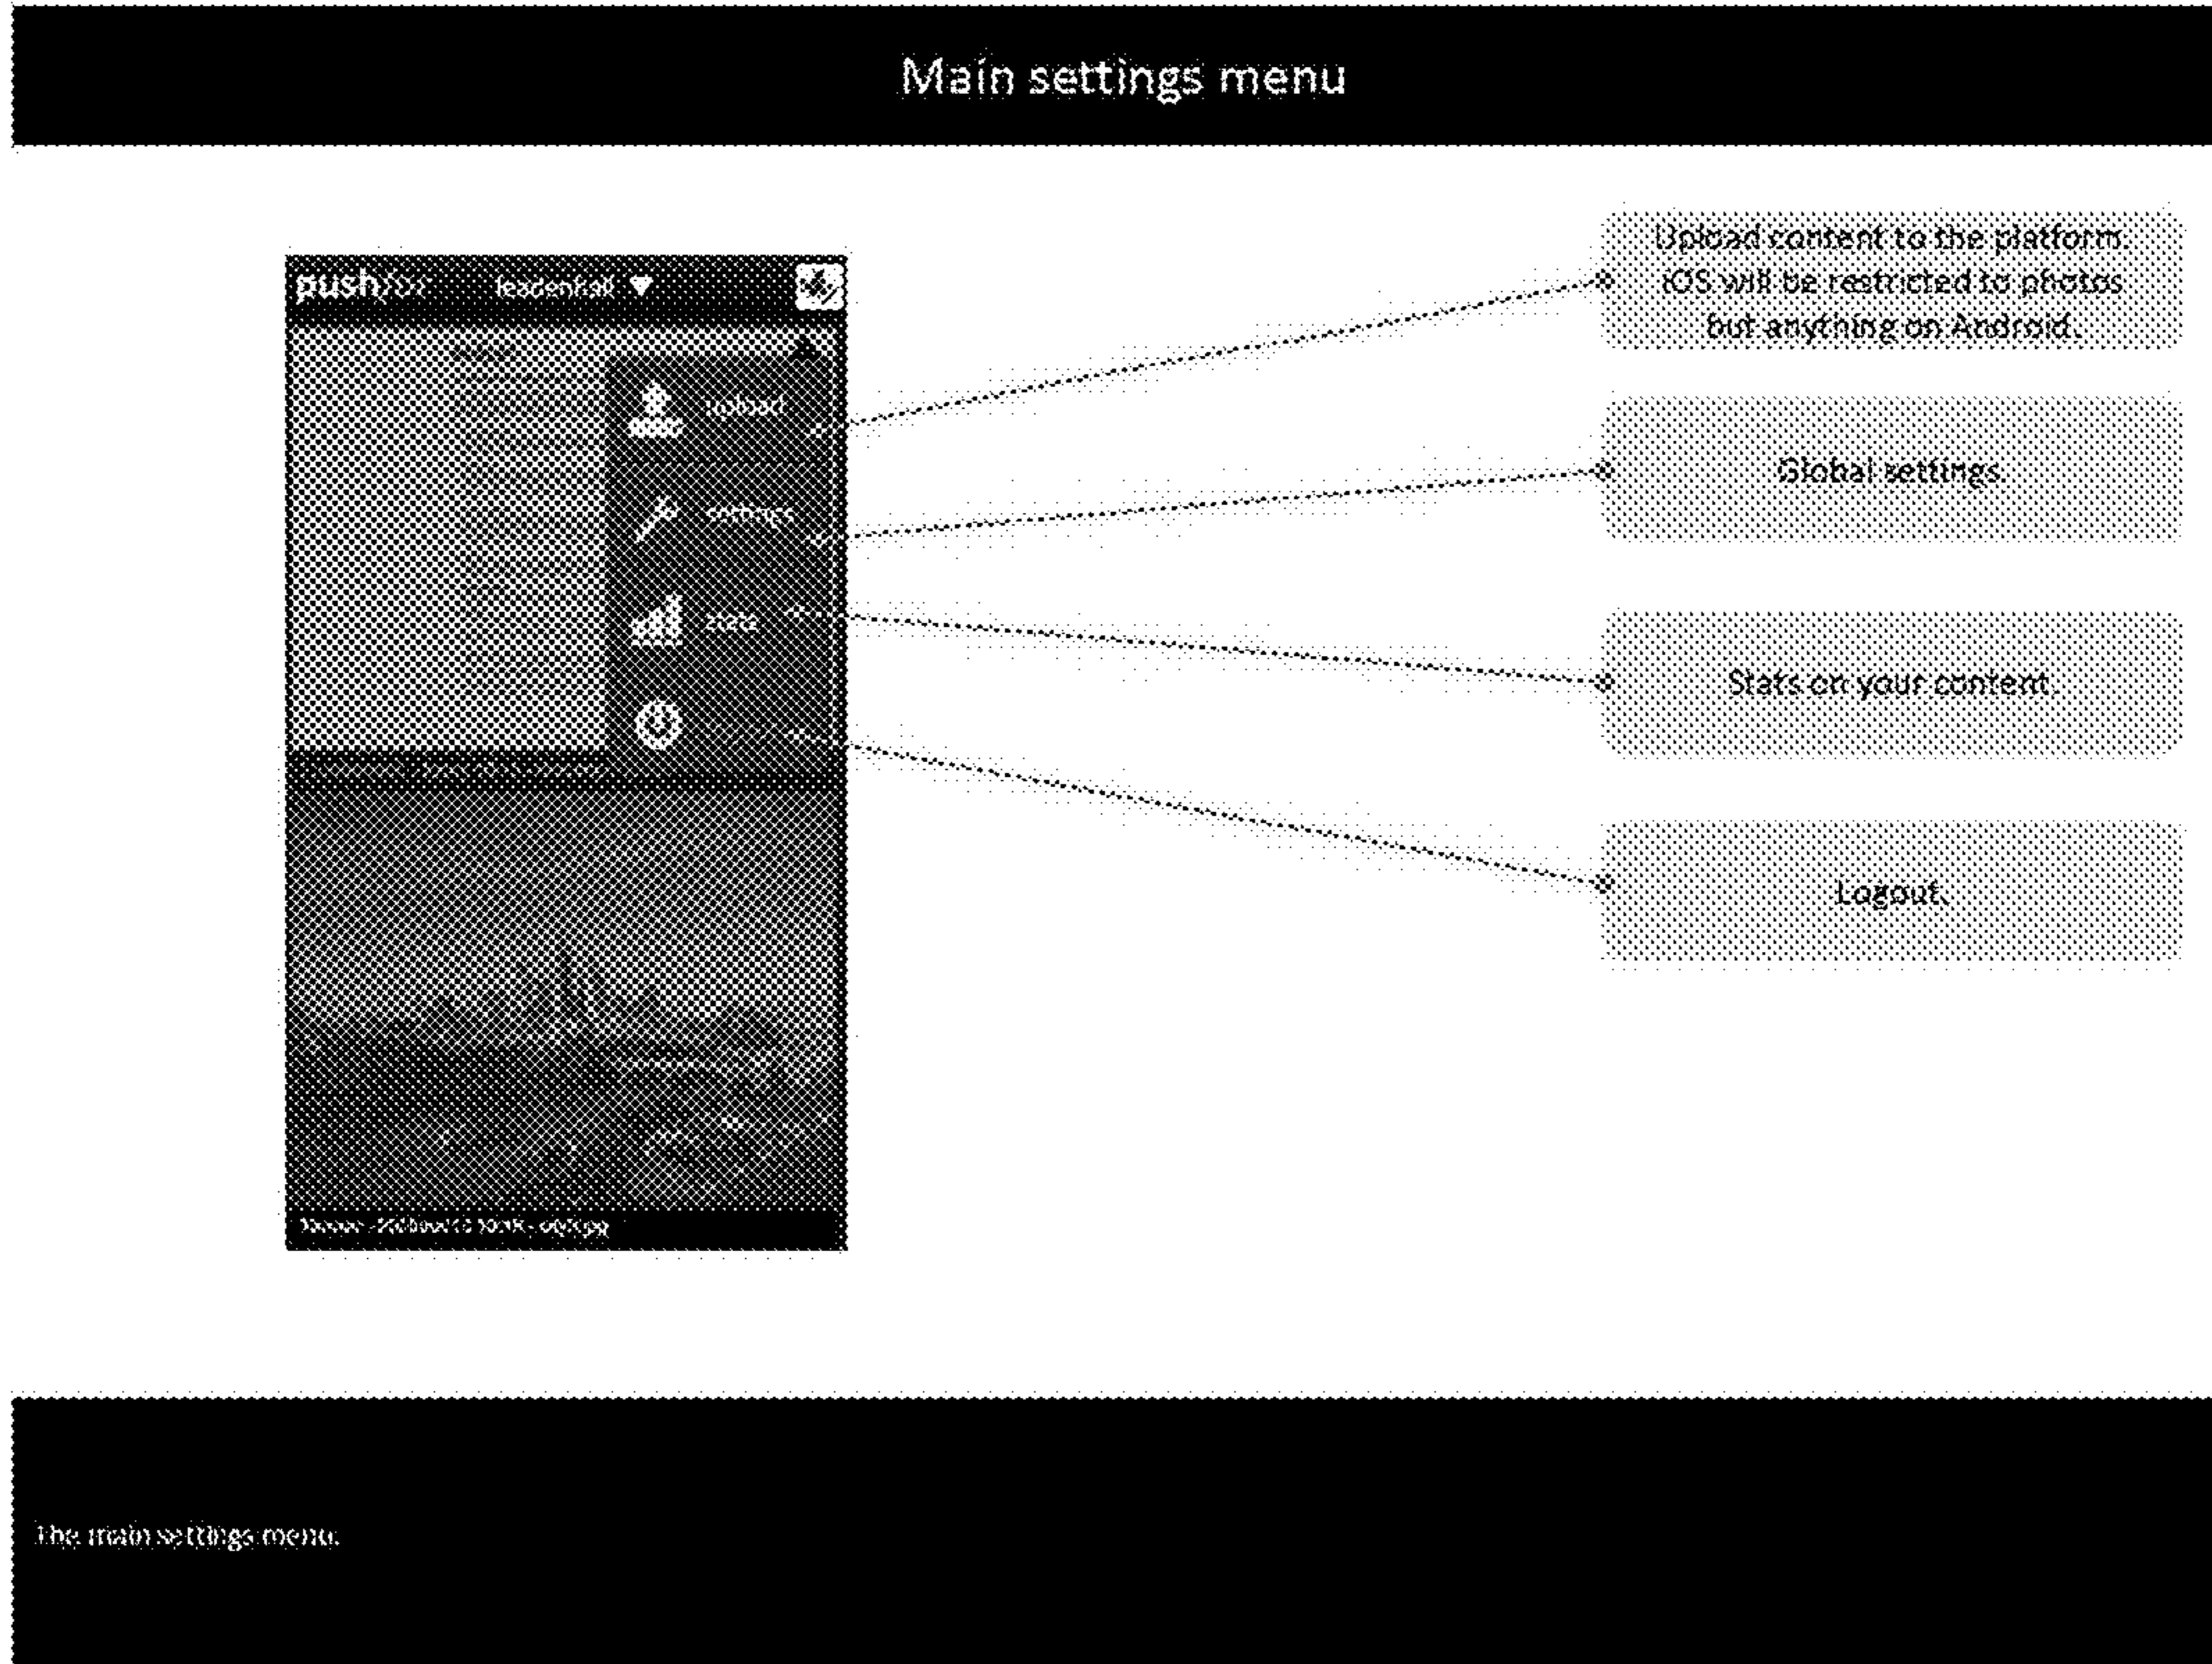 Main settings menu
push
leadenhall
upload
settings
stats
Upload content to the platform.
iOS will be restricted to photos
but anything on Android.
Global settings
Stats on your content
Logout.
The main settings menu.